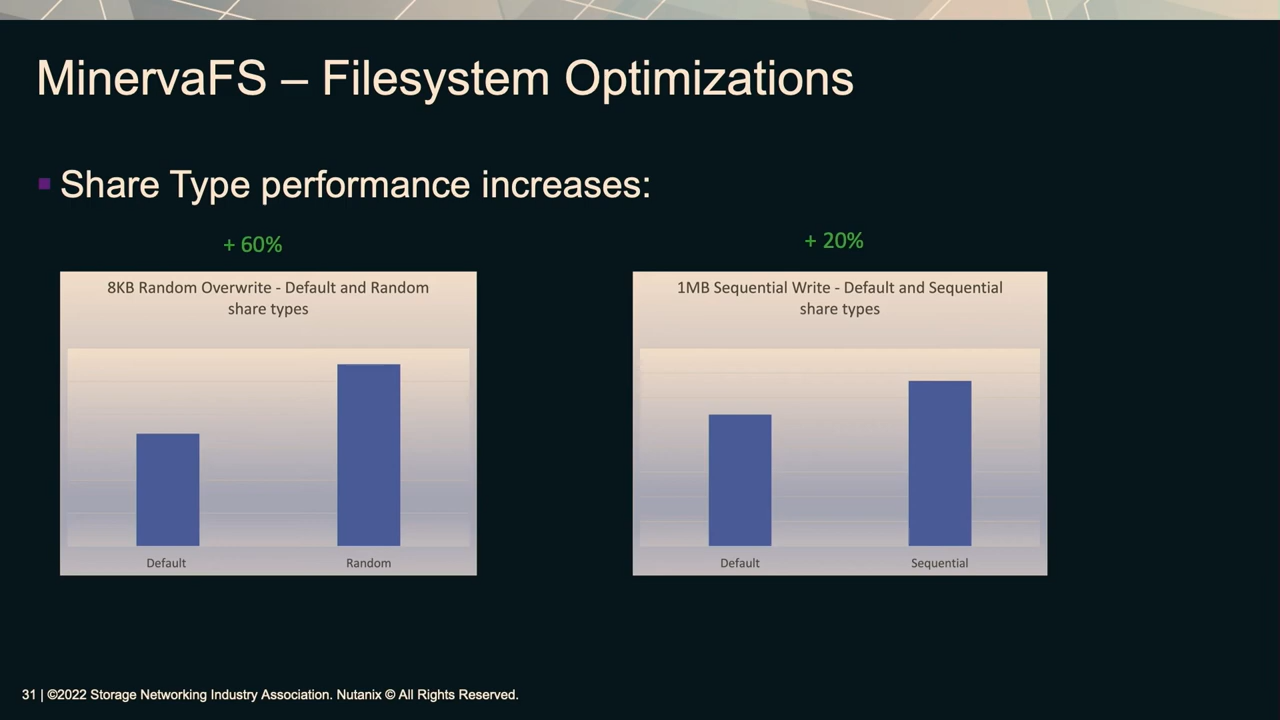 MinervaFS – Filesystem Optimizations
Share Type performance increases:
+ 60%
8KB Random Overwrite - Default and Random
share types
Default
Random
+ 20%
1MB Sequential Write - Default and Sequential
share types
Default
Sequential
31 | ©2022 Storage Networking Industry Association. Nutanix © All Rights Reserved.